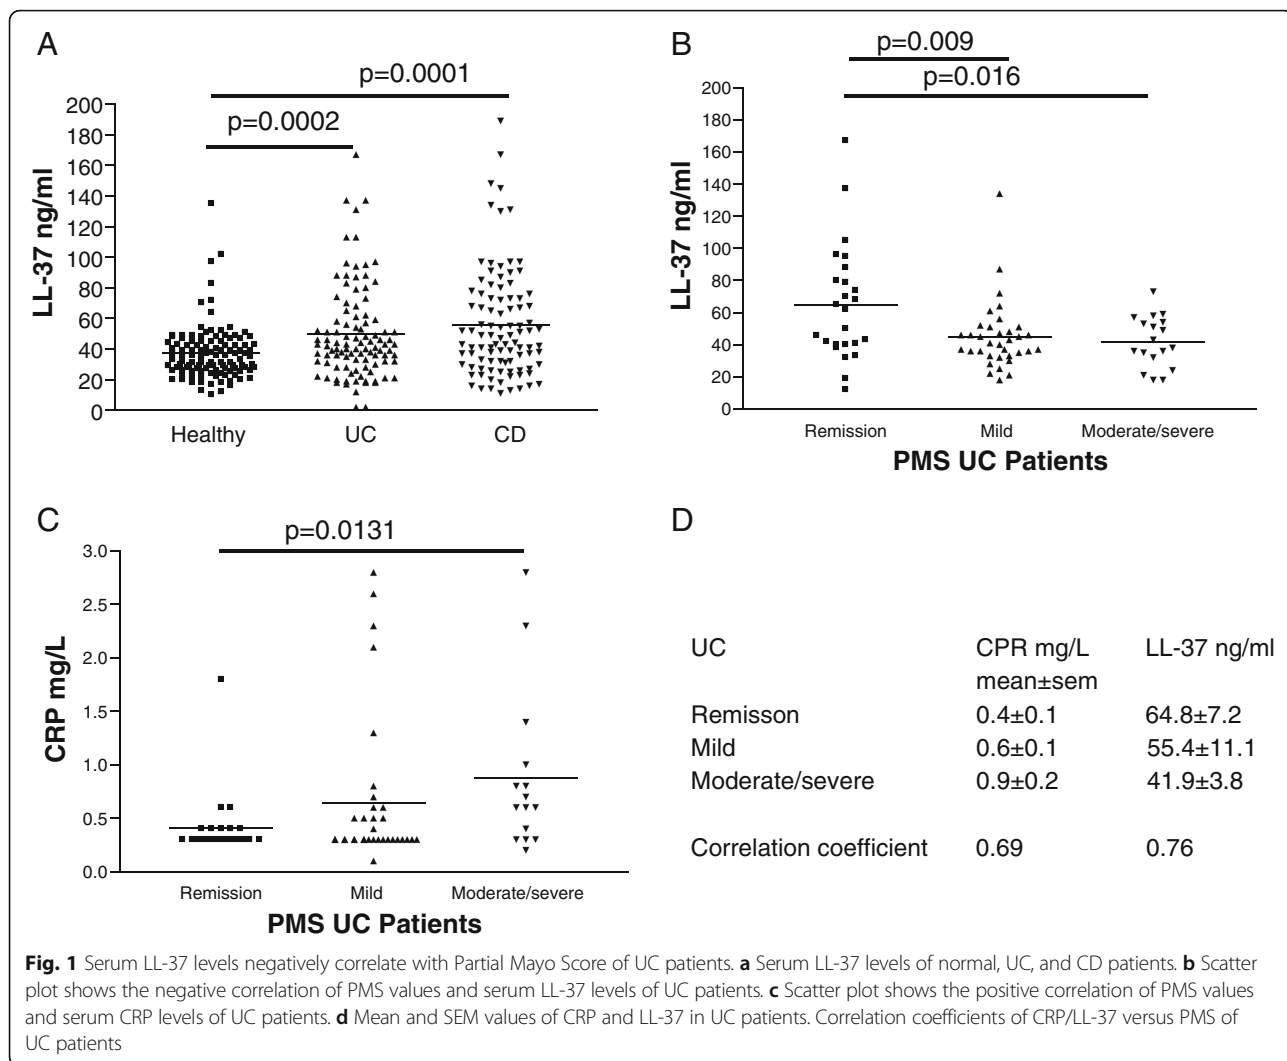 A
p=0.0001
p=0.0002
LL-37 ng/ml
200
180
160
140
120
100
80
60
40
20
0
Healthy UC CD
B
p=0.009
p=0.016
LL-37 ng/ml
200
180
160
140
120
100
80
60
40
20
0
Remission Mild Moderate/severe
PMS UC Patients
C
p=0.0131
CRP mg/L
3.0
2.5
2.0
1.5
1.0
0.5
0.0
Remission Mild Moderate/severe
PMS UC Patients
D
UC CPR mg/L LL-37 ng/ml
mean±sem
Remisson 0.4±0.1 64.8±7.2
Mild 0.6±0.1 55.4±11.1
Moderate/severe 0.9±0.2 41.9±3.8
Correlation coefficient 0.69 0.76
Fig. 1 Serum LL-37 levels negatively correlate with Partial Mayo Score of UC patients. a Serum LL-37 levels of normal, UC, and CD patients. b Scatter
plot shows the negative correlation of PMS values and serum LL-37 levels of UC patients. c Scatter plot shows the positive correlation of PMS values
and serum CRP levels of UC patients. d Mean and SEM values of CRP and LL-37 in UC patients. Correlation coefficients of CRP/LL-37 versus PMS of
UC patients